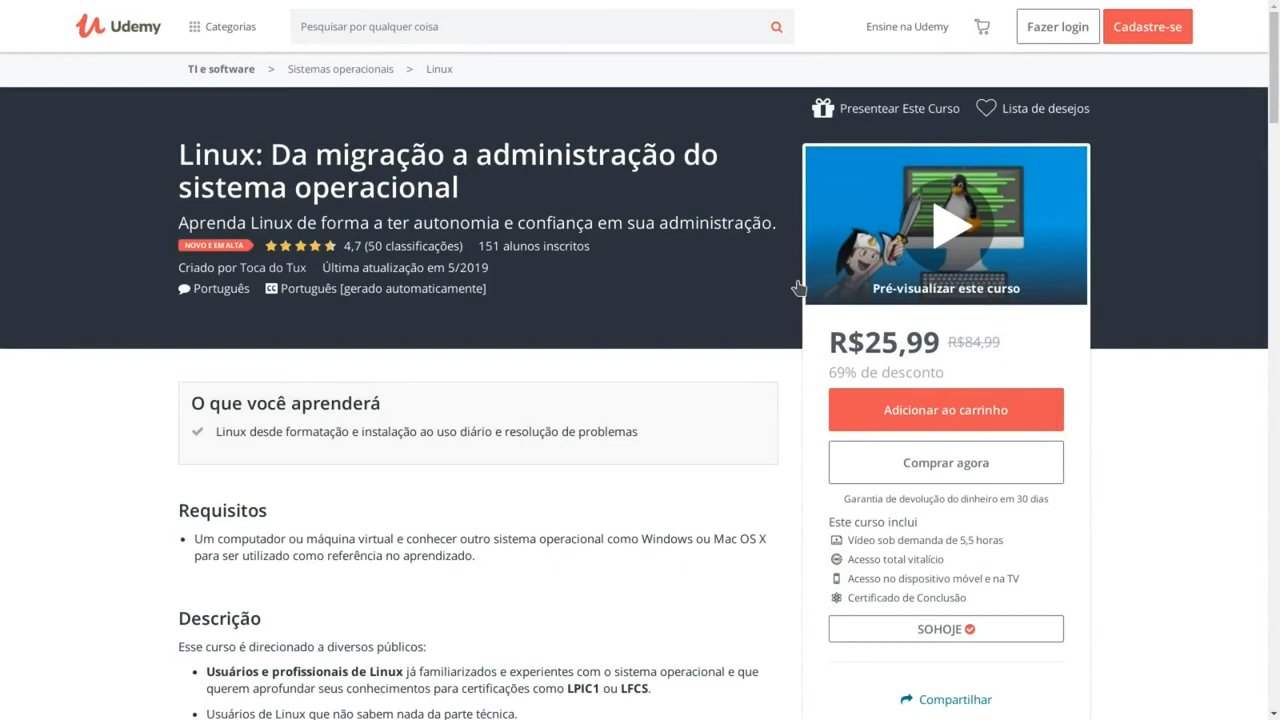 Udemy
Categorias
Pesquisar por qualquer coisa
Ensine na Udemy
Fazer login
Cadastre-se
TI e software > Sistemas operacionais > Linux
Presentear Este Curso
Lista de desejos
Linux: Da migração a administração do
sistema operacional
Aprenda Linux de forma a ter autonomia e confiança em sua administração.
NOVO E EM ALTA
4,7 (50 classificações)
151 alunos inscritos
Criado por Toca do Tux
Última atualização em 5/2019
Português
CC
Português [gerado automaticamente]
Pré-visualizar este curso
R$25,99
R$84,99
69% de desconto
Adicionar ao carrinho
Comprar agora
Garantia de devolução do dinheiro em 30 dias
Este curso inclui
Vídeo sob demanda de 5,5 horas
Acesso total vitalício
Acesso no dispositivo móvel e na TV
Certificado de Conclusão
SOHOJE
Compartilhar
O que você aprenderá
Linux desde formatação e instalação ao uso diário e resolução de problemas
Requisitos
• Um computador ou máquina virtual e conhecer outro sistema operacional como Windows ou Mac OS X
para ser utilizado como referência no aprendizado.
Descrição
Esse curso é direcionado a diversos públicos:
• Usuários e profissionais de Linux já familiarizados e experientes com o sistema operacional e que
querem aprofundar seus conhecimentos para certificações como LPIC1 ou LFCS.
• Usuários de Linux que não sabem nada da parte técnica.